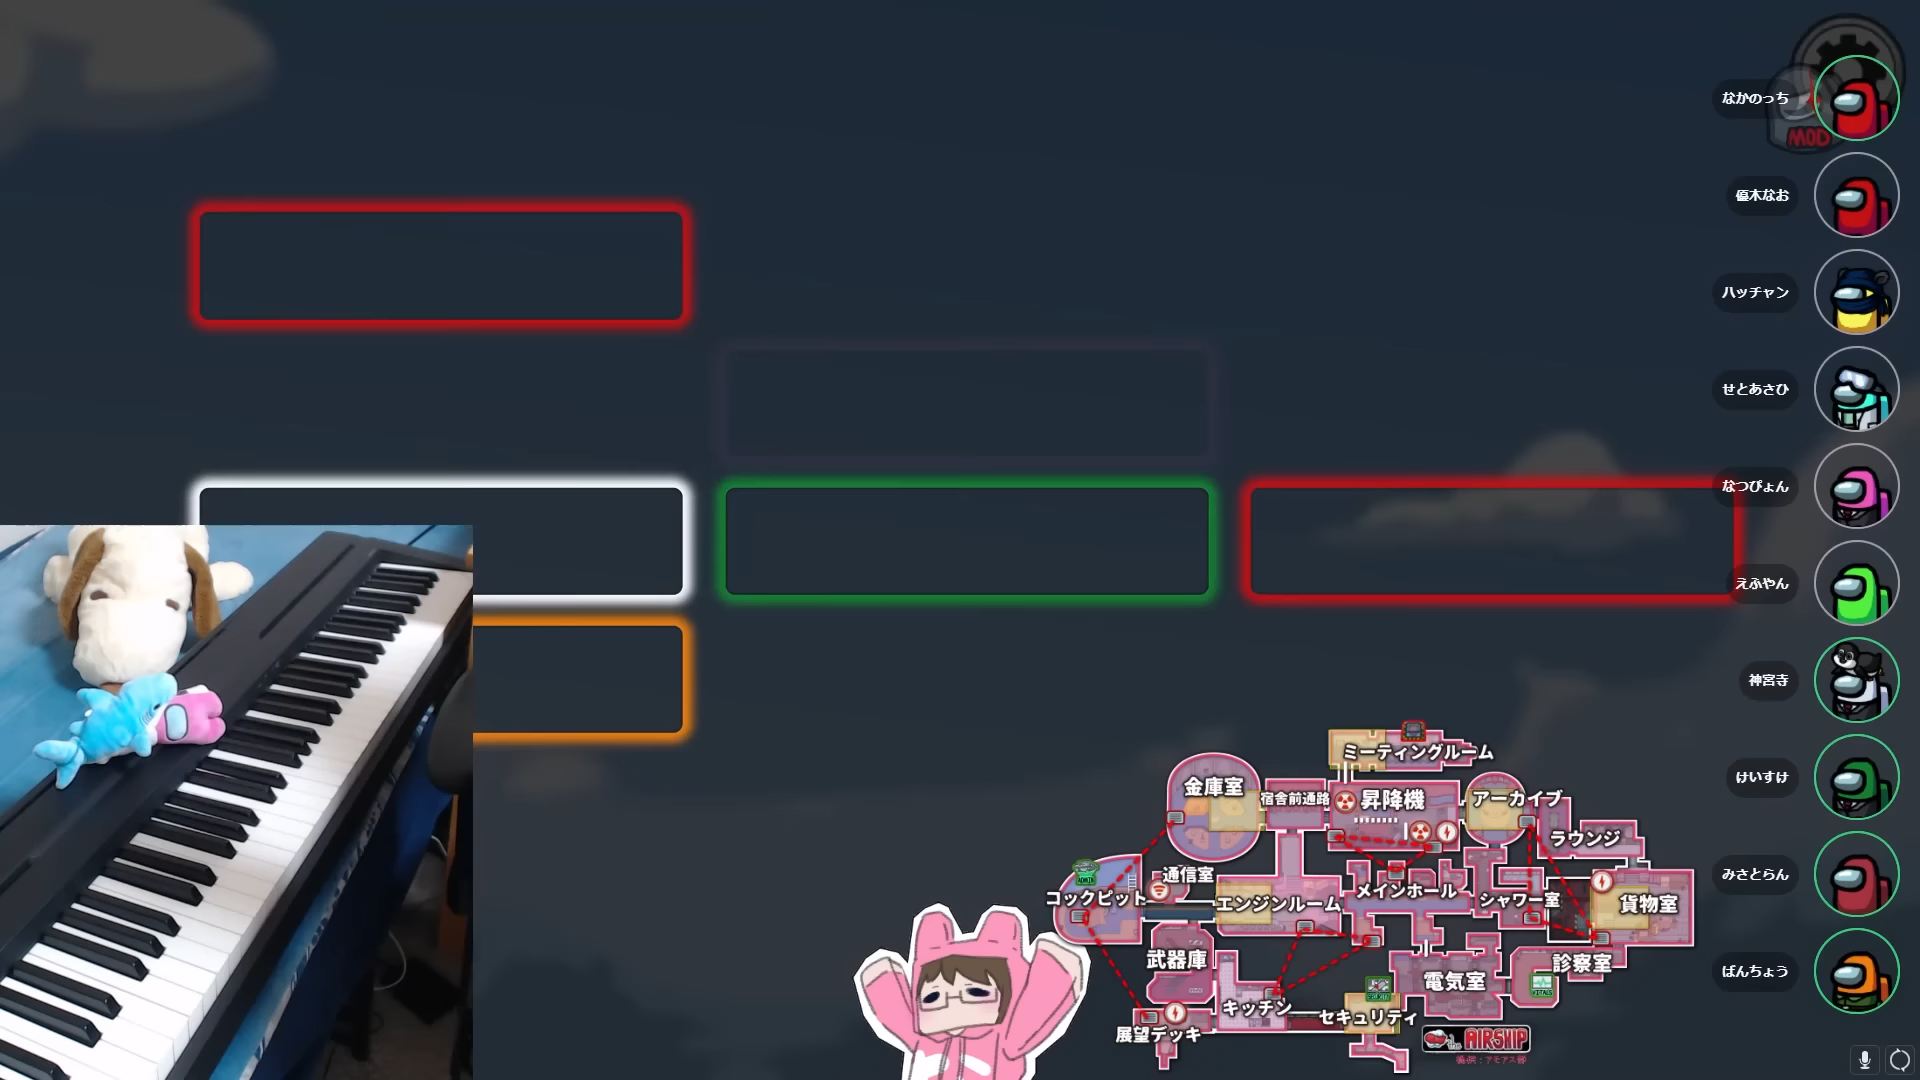 なかのっち
MOD
優木なお
ハッチャン
せとあさひ
なつぴょん
えふやん
神宮寺
けいすけ
みさとらん
ばんちょう
ミーティングルーム
金庫室
宿舎前通路
昇降機
アーカイブ
ラウンジ
ADMIN
通信室
コックピット
エンジンルーム
メインホール
シャワー室
貨物室
武器庫
診察室
電気室
VITALS
キッチン
セキュリティ
展望デッキ
the AIRSHIP